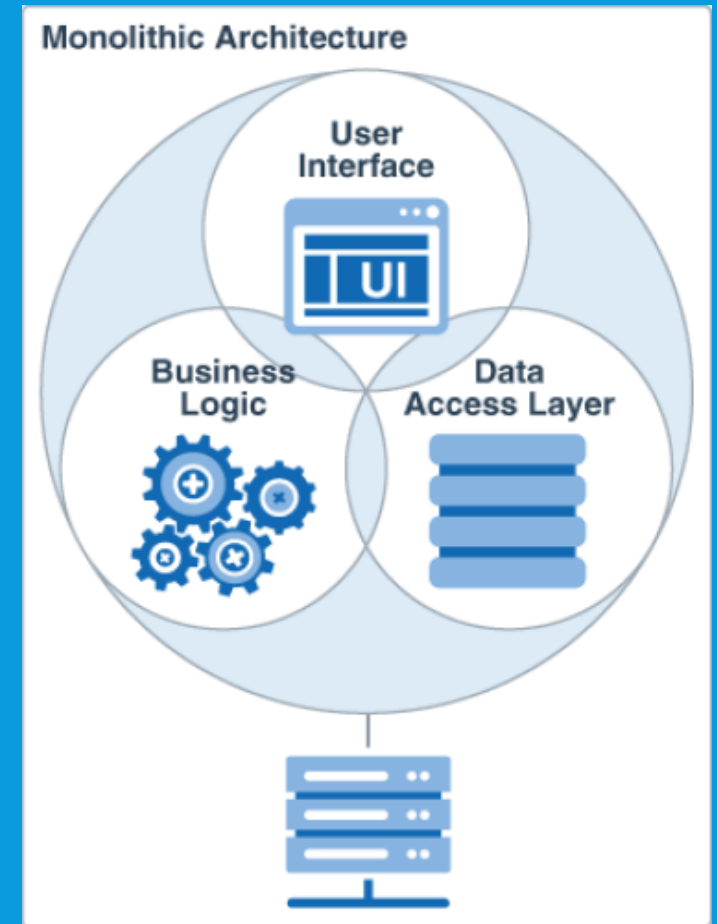 Monolithic Architecture
User
Interface
UI
Business
Logic
Data
Access Layer